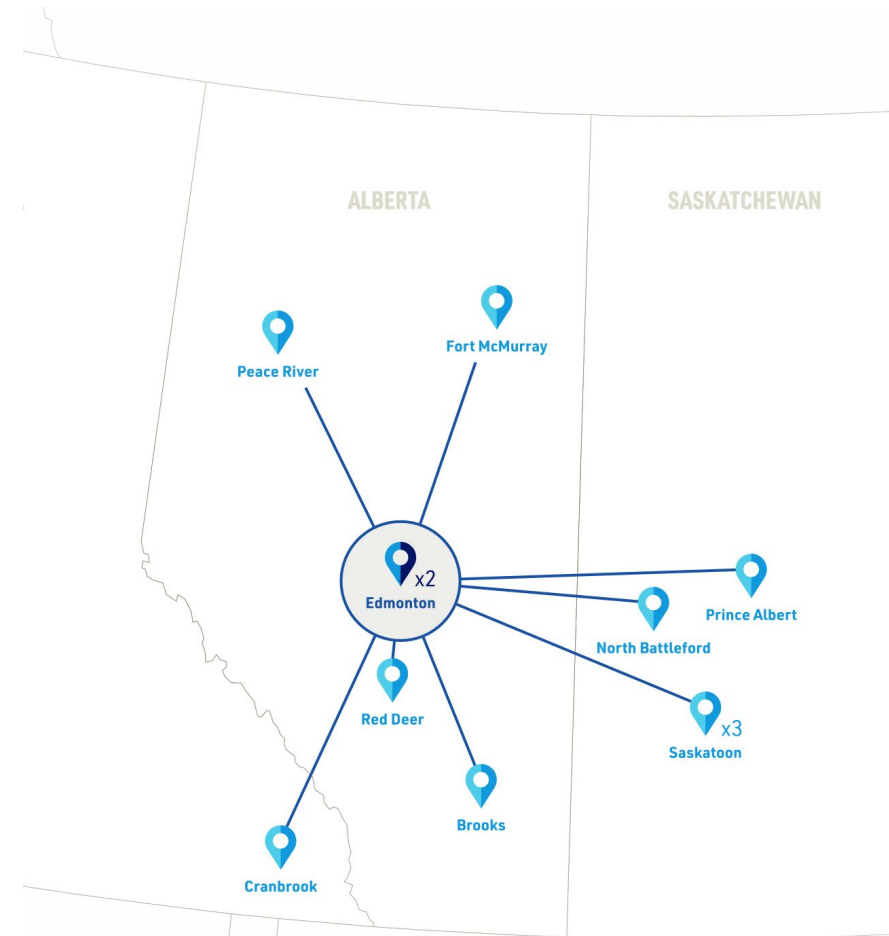 ALBERTA
SASKATCHEWAN
Peace River
Fort McMurray
x2
Edmonton
Prince Albert
North Battleford
Red Deer
x3
Saskatoon
Brooks
Cranbrook